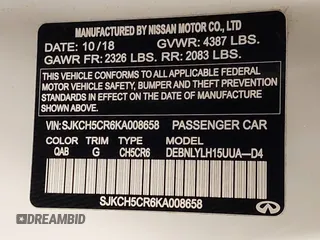 MANUFACTURED BY NISSAN MOTOR CO., LTD
DATE: 10/18 GVWR: 4387 LBS.
GAWR FR: 2326 LBS. RR: 2083 LBS.
THIS VEHICLE CONFORMS TO ALL APPLICABLE FEDERAL
MOTOR VEHICLE SAFETY, BUMPER AND THEFT PREVENTION
STANDARDS IN EFFECT ON THE DATE OF MANUFACTURE
SHOWN ABOVE.
VIN: SJKCH5CR6KA008658 PASSENGER CAR
COLOR TRIM TYPE MODEL
QAB G CH5CR6 DEBNLYLH15UUA—D4
SJKCH5CR6KA008658
INFINITI
DREAMBID